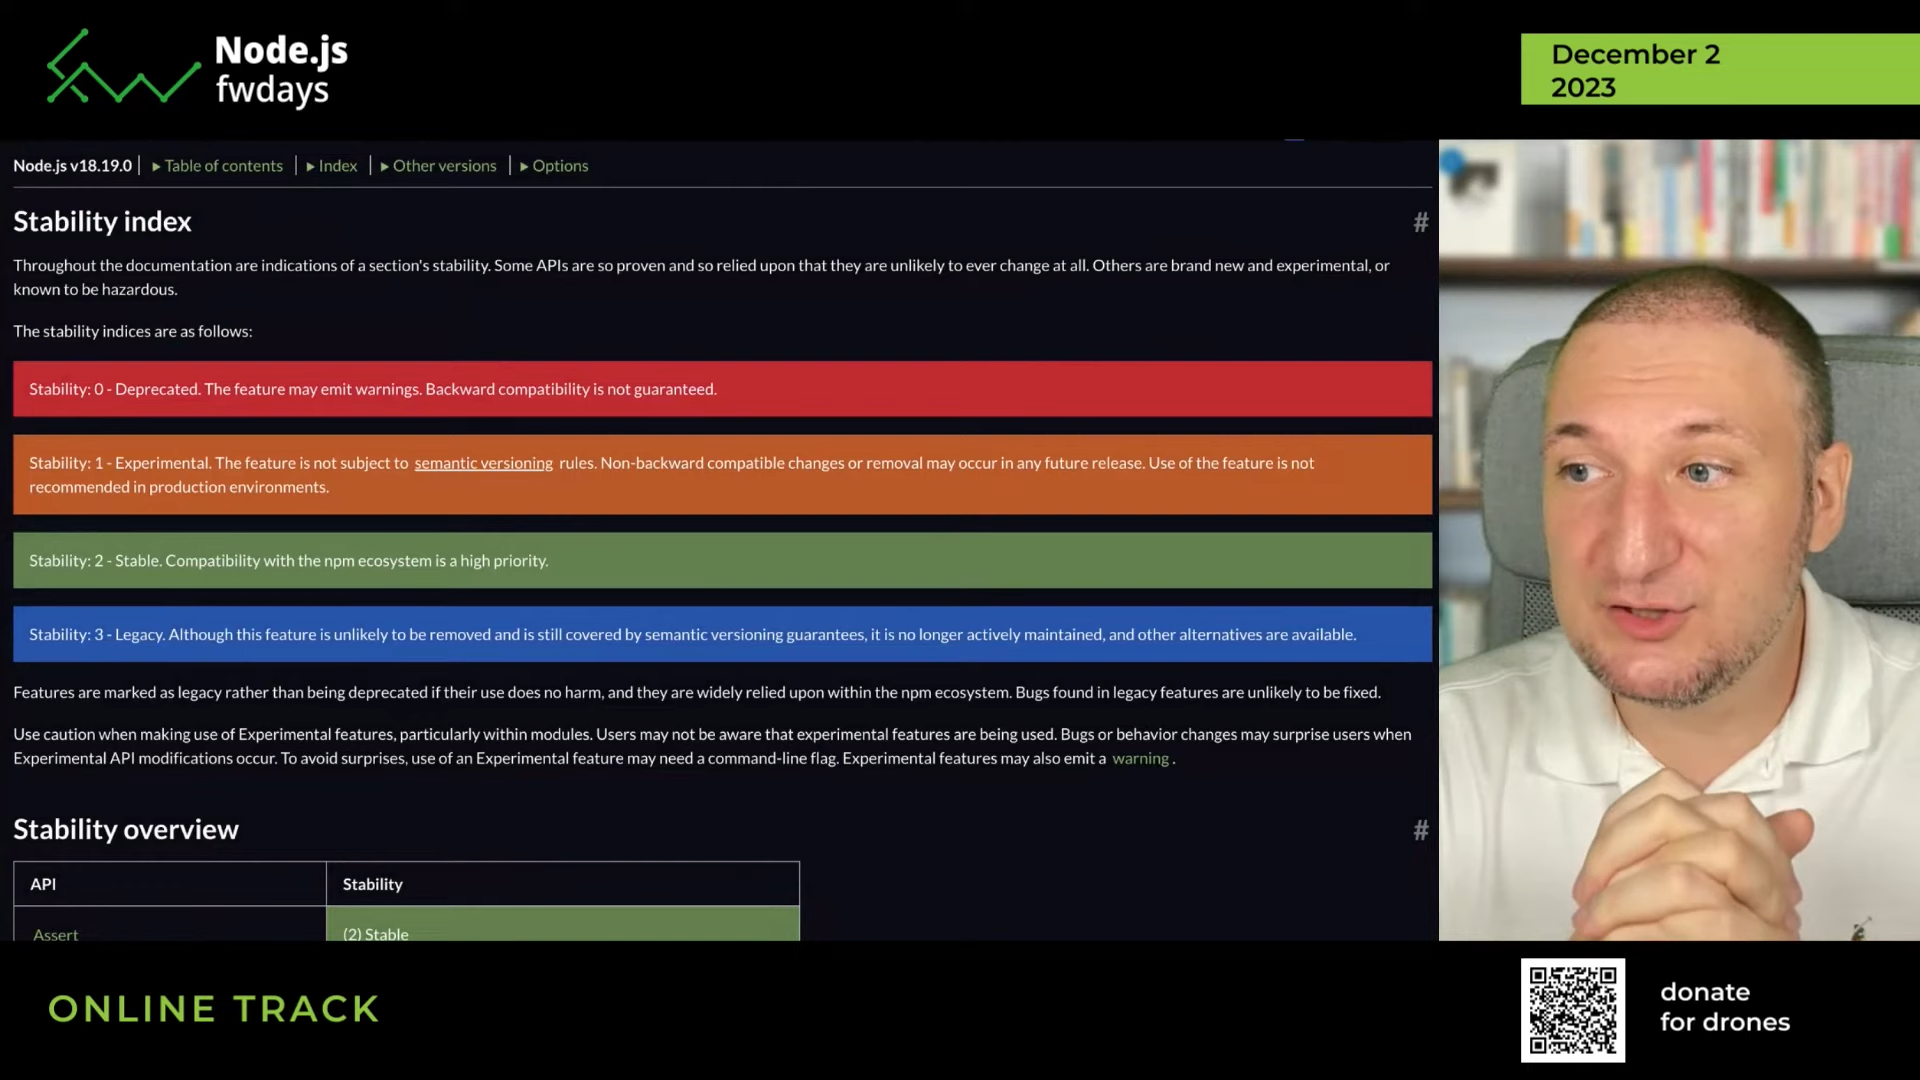 Node.js
fwdays
December 2
2023
Node.js v18.19.0 | ▸ Table of contents | ▸ Index | ▸ Other versions | ▸ Options
Stability index
#
Throughout the documentation are indications of a section's stability. Some APIs are so proven and so relied upon that they are unlikely to ever change at all. Others are brand new and experimental, or
known to be hazardous.
The stability indices are as follows:
Stability: 0 - Deprecated. The feature may emit warnings. Backward compatibility is not guaranteed.
Stability: 1 - Experimental. The feature is not subject to semantic versioning rules. Non-backward compatible changes or removal may occur in any future release. Use of the feature is not
recommended in production environments.
Stability: 2 - Stable. Compatibility with the npm ecosystem is a high priority.
Stability: 3 - Legacy. Although this feature is unlikely to be removed and is still covered by semantic versioning guarantees, it is no longer actively maintained, and other alternatives are available.
Features are marked as legacy rather than being deprecated if their use does no harm, and they are widely relied upon within the npm ecosystem. Bugs found in legacy features are unlikely to be fixed.
Use caution when making use of Experimental features, particularly within modules. Users may not be aware that experimental features are being used. Bugs or behavior changes may surprise users when
Experimental API modifications occur. To avoid surprises, use of an Experimental feature may need a command-line flag. Experimental features may also emit a warning.
Stability overview
#
API Stability
Assert (2) Stable
ONLINE TRACK
donate
for drones